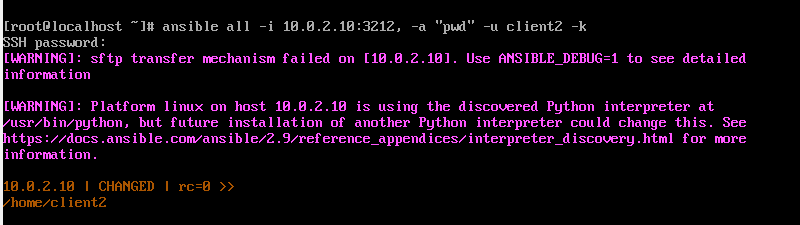 [root@localhost ~]# ansible all -i 10.0.2.10:3212, -a "pwd" -u client2 -k
SSH password:
[WARNING]: sftp transfer mechanism failed on [10.0.2.10]. Use ANSIBLE_DEBUG=1 to see detailed
information
[WARNING]: Platform linux on host 10.0.2.10 is using the discovered Python interpreter at
/usr/bin/python, but future installation of another Python interpreter could change this. See
https://docs.ansible.com/ansible/2.9/reference_appendices/interpreter_discovery.html for more
information.
10.0.2.10 | CHANGED | rc=0 >>
/home/client2